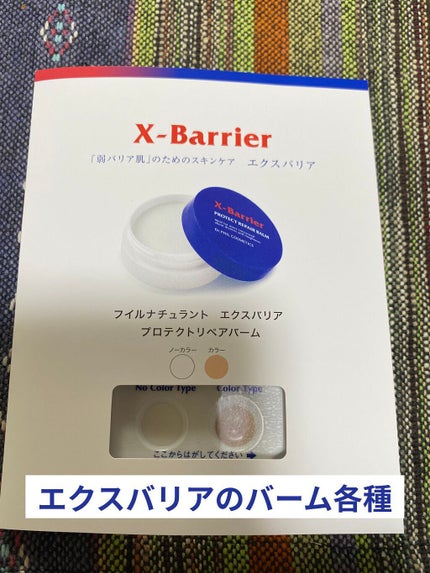 X-Barrier
「弱バリア肌」のためのスキンケア エクスバリア
X-Barrier
PROTECT REPAIR BALM
DR.PHIL COSMETICS
フイルナチュラント エクスバリア
プロテクトリペアバーム
ノーカラー カラー
No Color Type Color Type
ここからはがしてください
エクスバリアのバーム各種